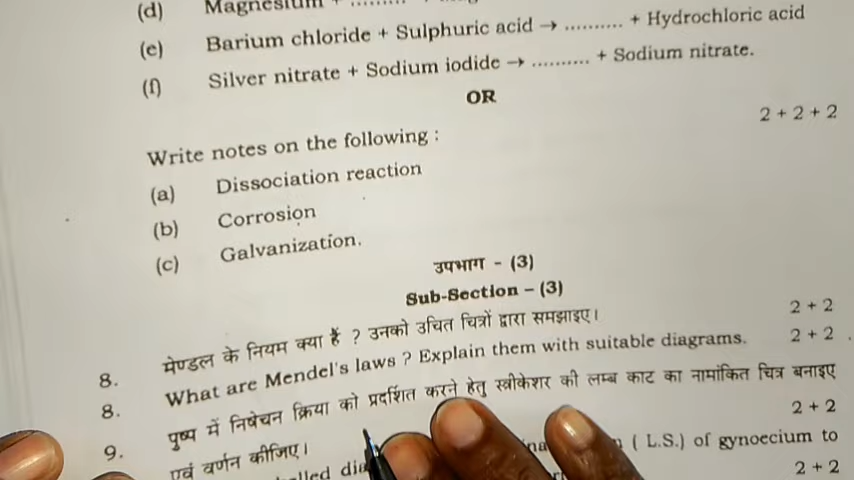 (d) Magnesium + .........
(e) Barium chloride + Sulphuric acid → .......... + Hydrochloric acid
(f) Silver nitrate + Sodium iodide → .......... + Sodium nitrate.
OR
2 + 2 + 2
Write notes on the following :
(a) Dissociation reaction
(b) Corrosion
(c) Galvanization.
उपभाग - (3)
Sub-Section – (3)
2 + 2
8. मेण्डल के नियम क्या हैं ? उनको उचित चित्रों द्वारा समझाइए।
2 + 2
8. What are Mendel's laws ? Explain them with suitable diagrams.
9. पुष्प में निषेचन क्रिया को प्रदर्शित करने हेतु स्त्रीकेशर की लम्ब काट का नामांकित चित्र बनाइए
एवं वर्णन कीजिए। 2 + 2
( L.S.) of gynoecium to
2 + 2